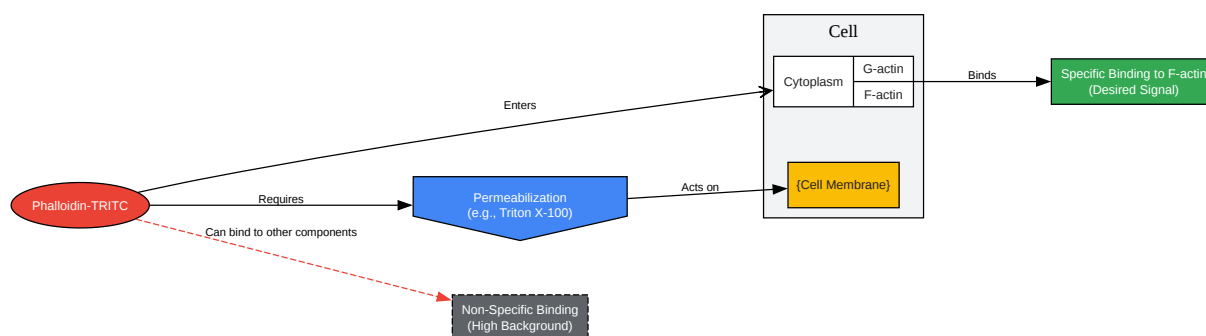 Cell
Cytoplasm
G-actin
F-actin
Binds
Specific Binding to F-actin
(Desired Signal)
Enters
{Cell Membrane}
Acts on
Permeabilization
(e.g., Triton X-100)
Requires
Phalloidin-TRITC
Can bind to other components
Non-Specific Binding
(High Background)